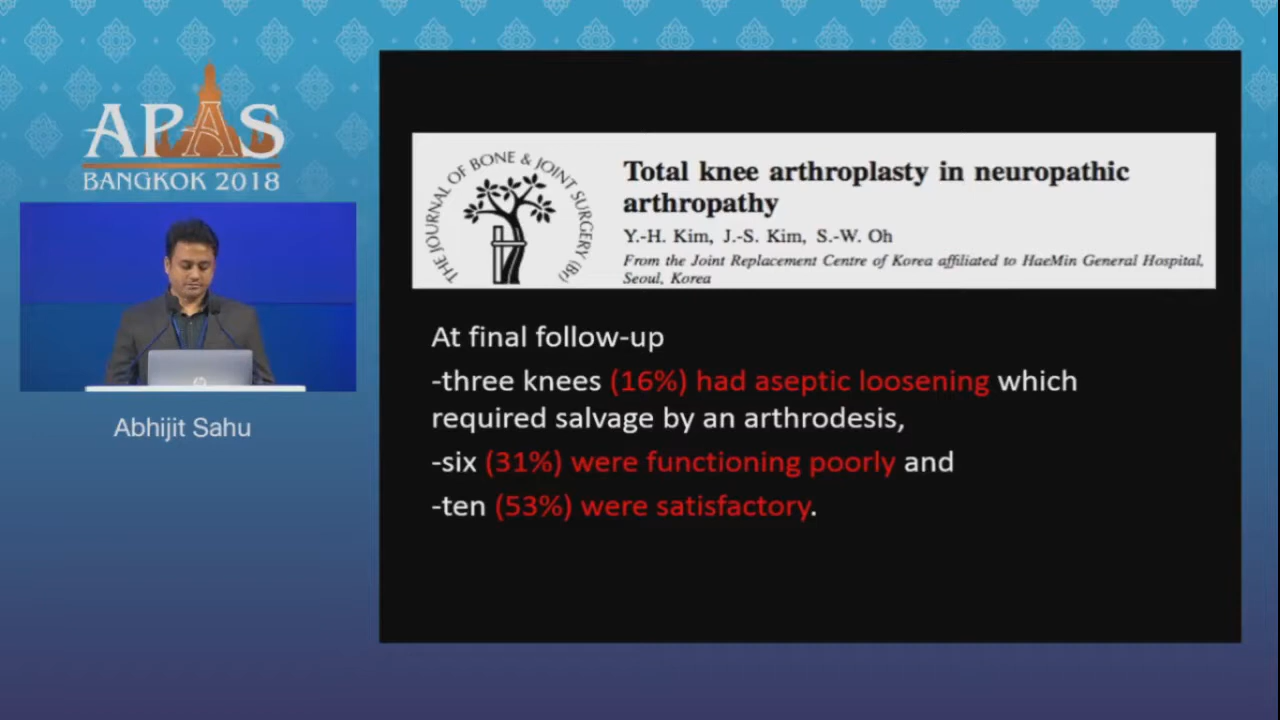 APAS
BANGKOK 2018
Abhijit Sahu
THE JOURNAL OF BONE & JOINT SURGERY (Br)
Total knee arthroplasty in neuropathic
arthropathy
Y.-H. Kim, J.-S. Kim, S.-W. Oh
From the Joint Replacement Centre of Korea affiliated to HaeMin General Hospital,
Seoul, Korea
At final follow-up
-three knees (16%) had aseptic loosening which
required salvage by an arthrodesis,
-six (31%) were functioning poorly and
-ten (53%) were satisfactory.